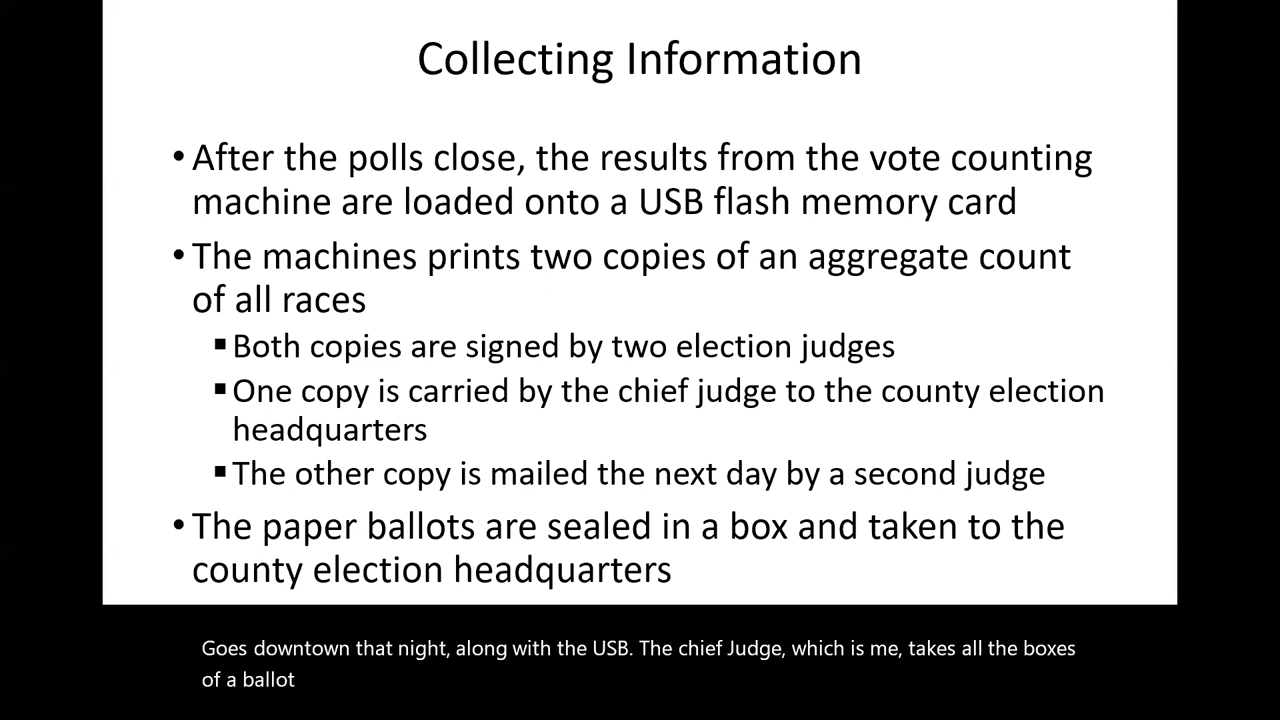 Collecting Information
• After the polls close, the results from the vote counting
machine are loaded onto a USB flash memory card
• The machines prints two copies of an aggregate count
of all races
▪ Both copies are signed by two election judges
▪ One copy is carried by the chief judge to the county election
headquarters
▪ The other copy is mailed the next day by a second judge
• The paper ballots are sealed in a box and taken to the
county election headquarters
Goes downtown that night, along with the USB. The chief Judge, which is me, takes all the boxes
of a ballot